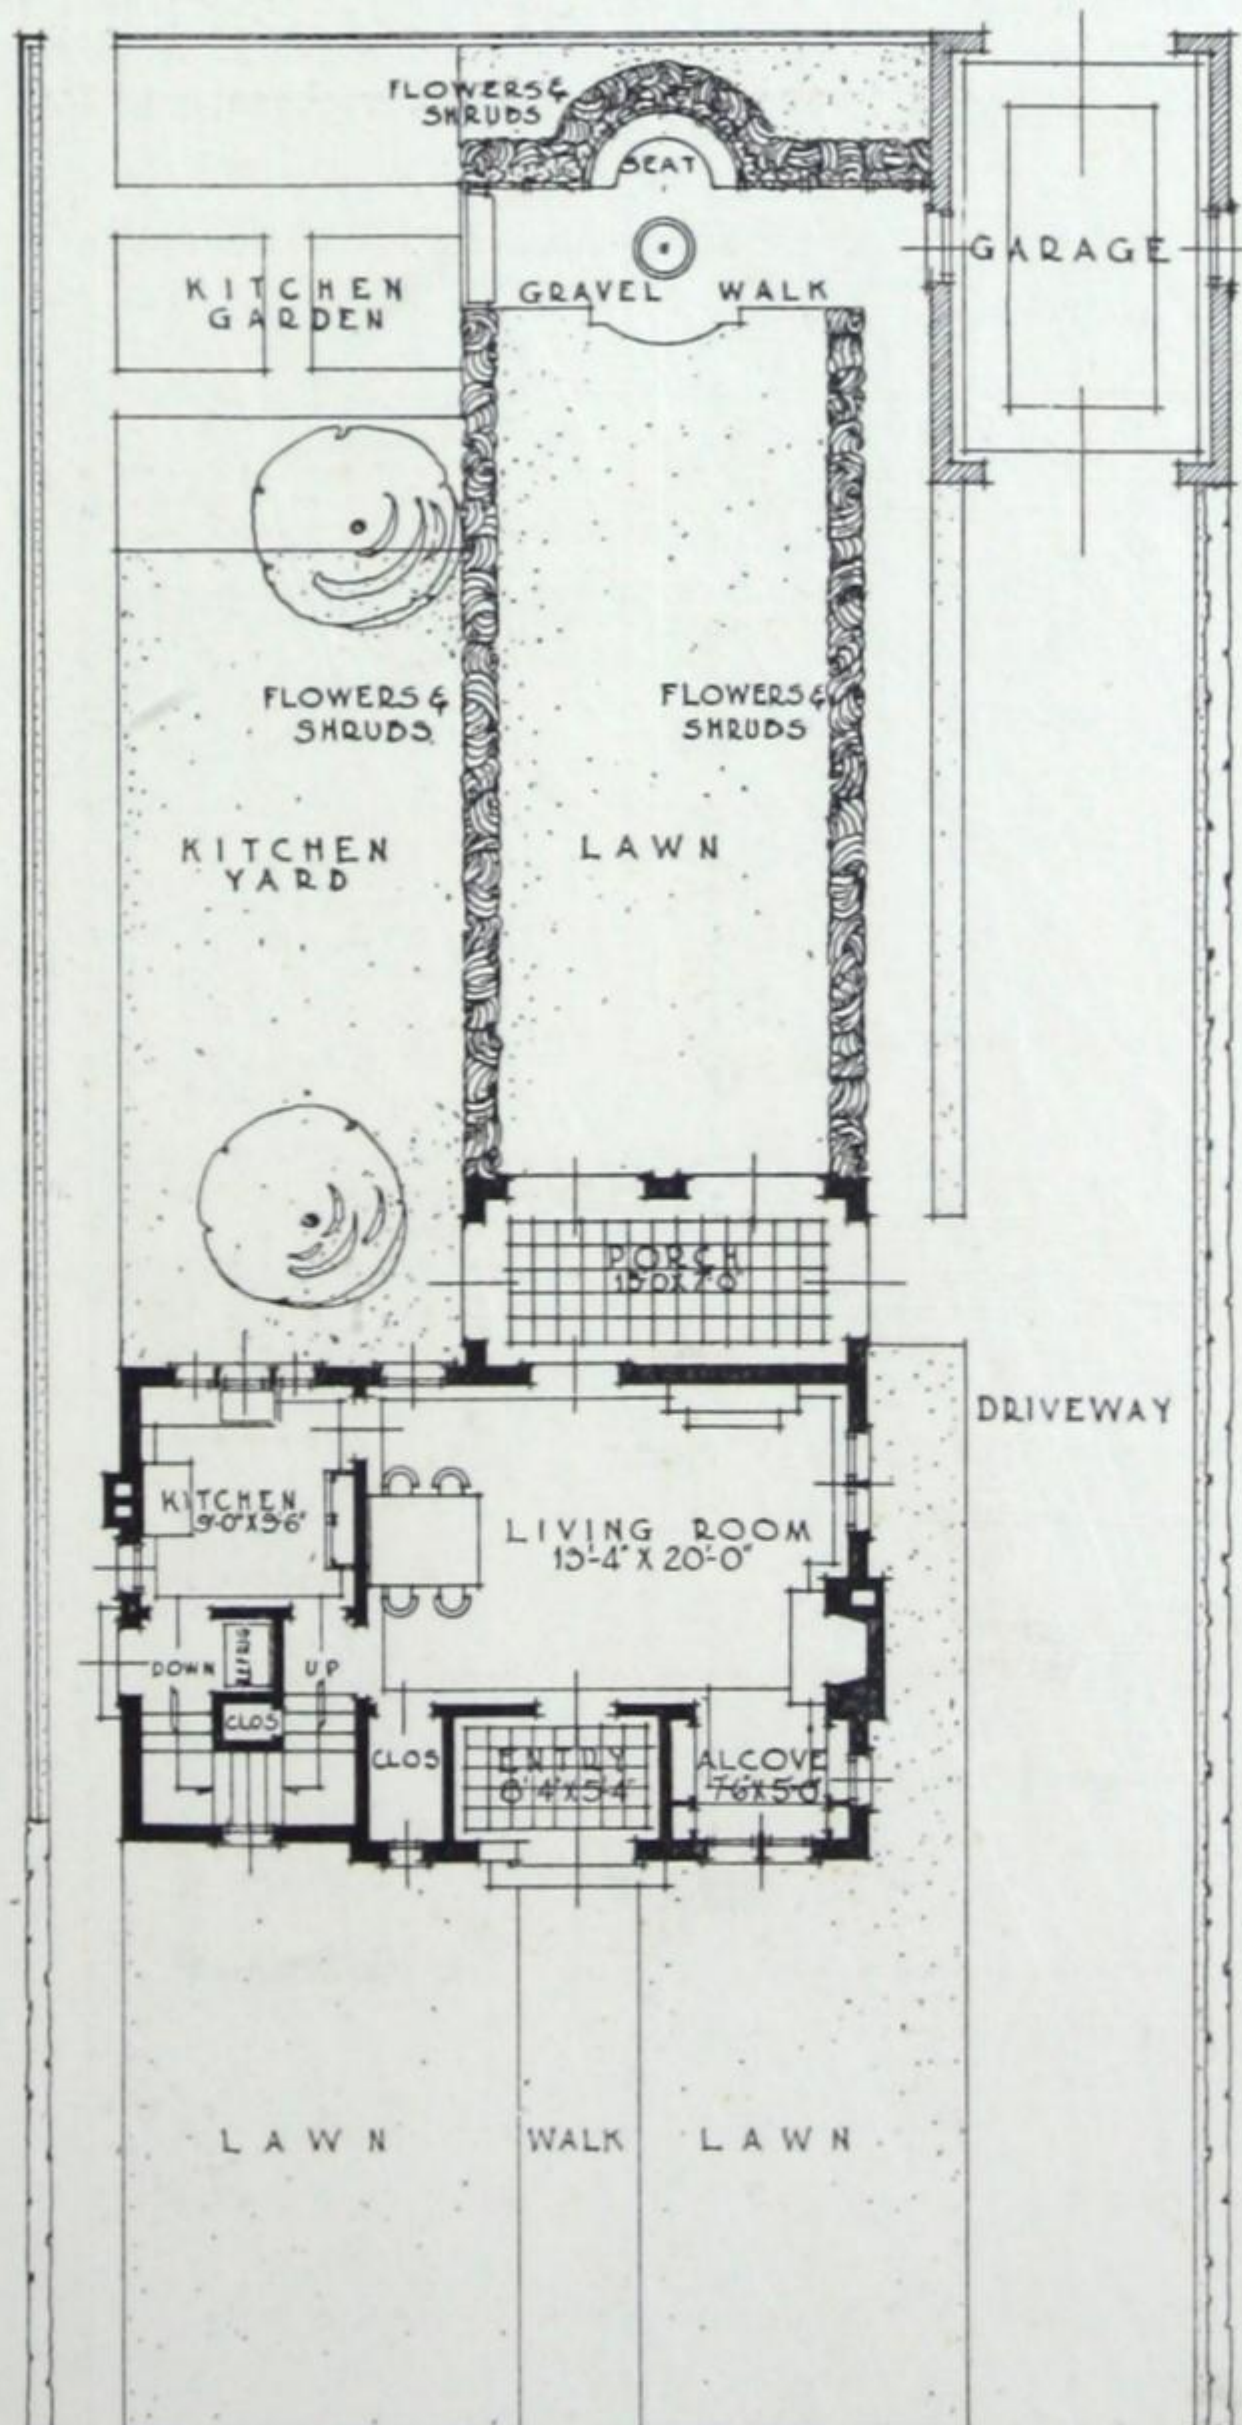 FLOWERS &
SHRUBS
SEAT
GARAGE
KITCHEN
GARDEN
GRAVEL WALK
FLOWERS &
SHRUBS
FLOWERS &
SHRUBS
KITCHEN
YARD
LAWN
PORCH
DRIVEWAY
KITCHEN
9'-0" X 9'-6"
LIVING ROOM
13'-4" X 20'-0"
DOWN
REFRIG
UP
CLOS
CLOS
ENTRY
8'4" X 5'4"
ALCOVE
7'6" X 5'0"
LAWN
WALK
LAWN